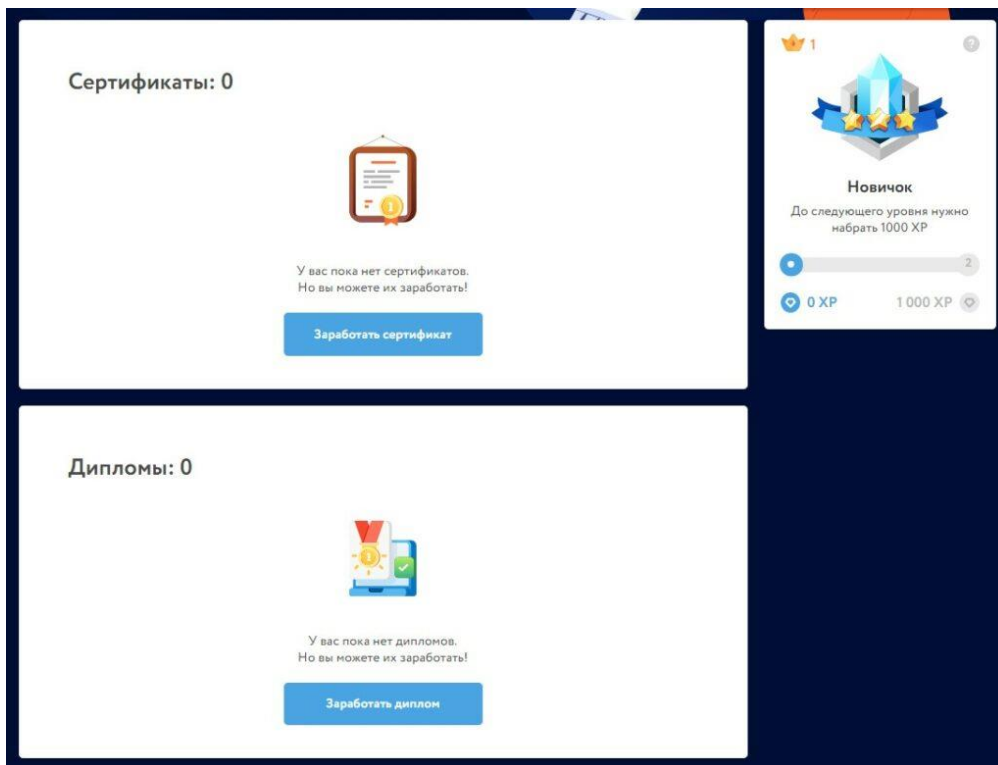 Сертификаты: 0
У вас пока нет сертификатов.
Но вы можете их заработать!
Заработать сертификат
Дипломы: 0
У вас пока нет дипломов.
Но вы можете их заработать!
Заработать диплом
1
?
Новичок
До следующего уровня нужно
набрать 1000 XP
2
0 XP
1 000 XP